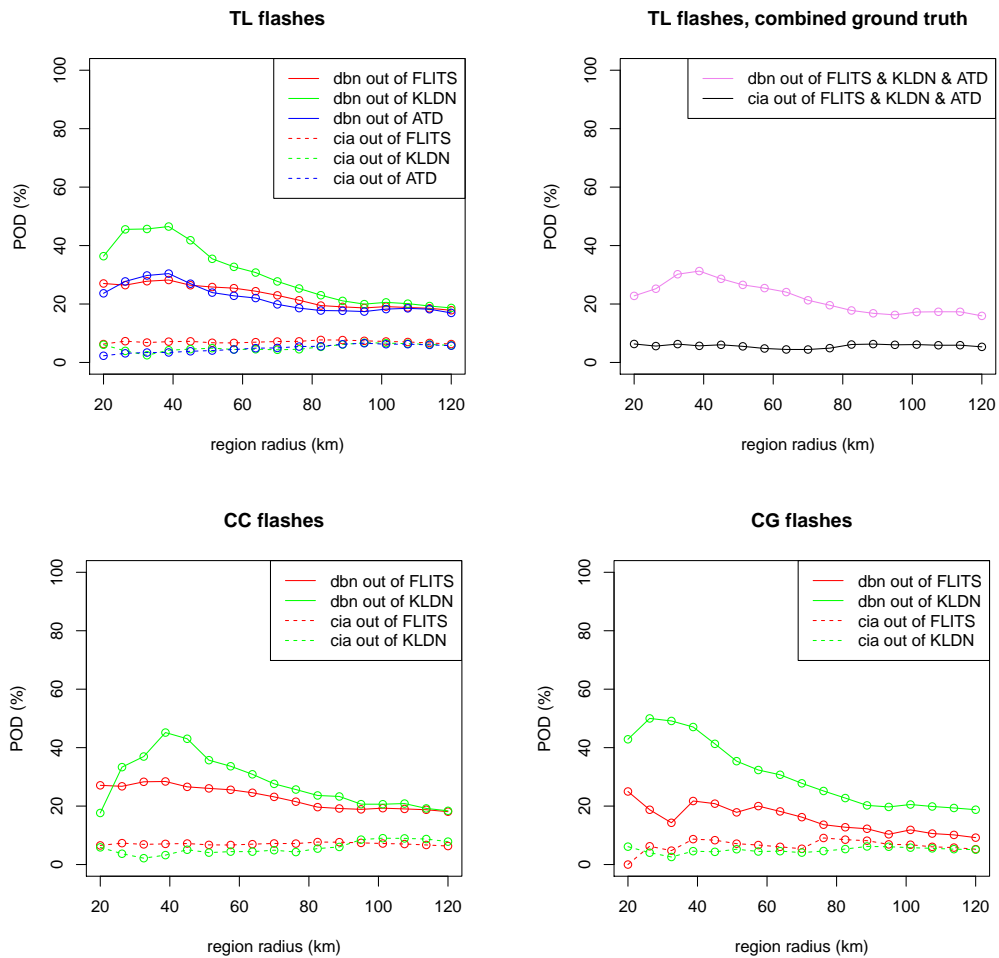 TL flashes
POD (%)
100
80
60
40
20
0
dbn out of FLITS
dbn out of KLDN
dbn out of ATD
cia out of FLITS
cia out of KLDN
cia out of ATD
20 40 60 80 100 120
region radius (km)
TL flashes, combined ground truth
POD (%)
100
80
60
40
20
0
dbn out of FLITS & KLDN & ATD
cia out of FLITS & KLDN & ATD
20 40 60 80 100 120
region radius (km)
CC flashes
POD (%)
100
80
60
40
20
0
dbn out of FLITS
dbn out of KLDN
cia out of FLITS
cia out of KLDN
20 40 60 80 100 120
region radius (km)
CG flashes
POD (%)
100
80
60
40
20
0
dbn out of FLITS
dbn out of KLDN
cia out of FLITS
cia out of KLDN
20 40 60 80 100 120
region radius (km)